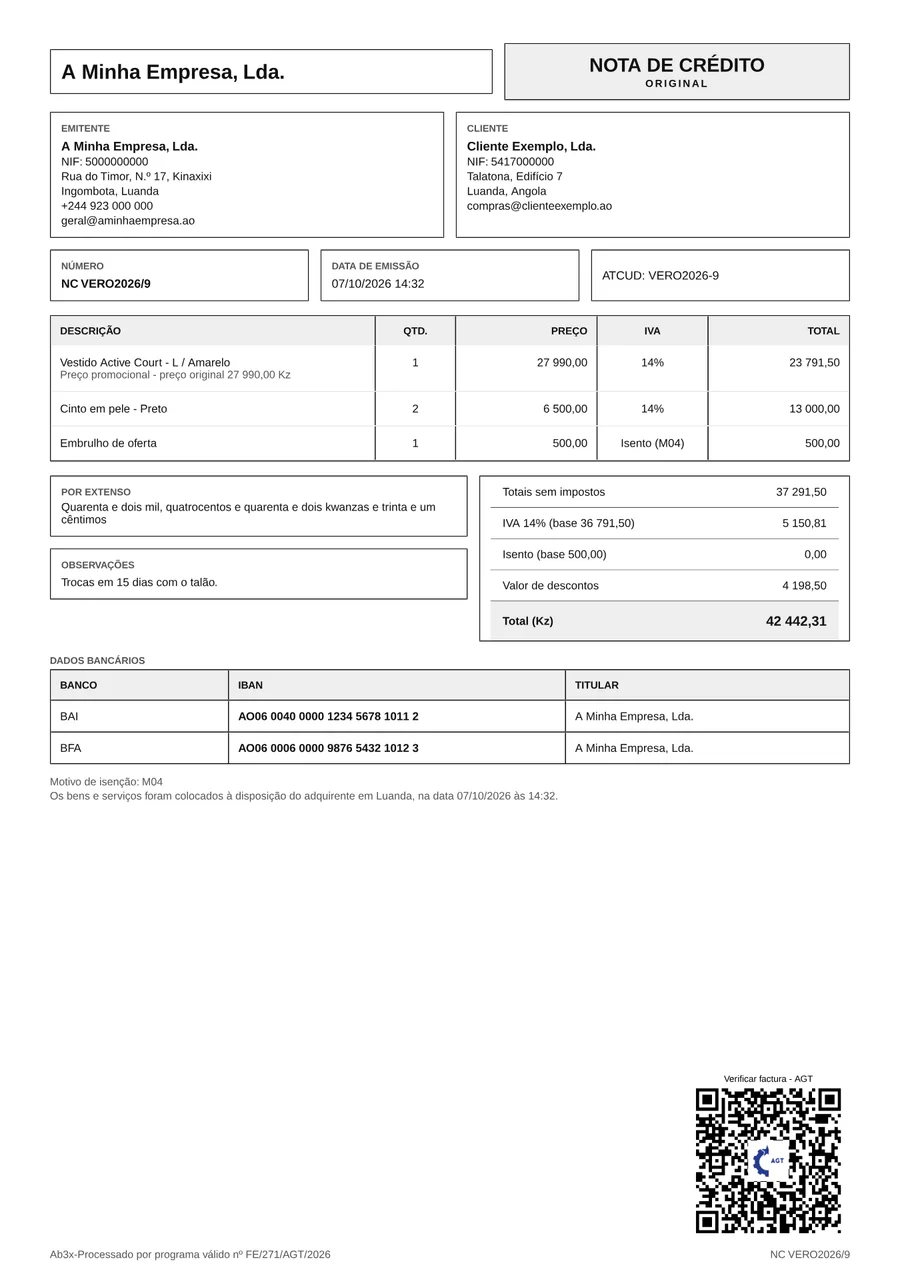 A Minha Empresa, Lda.
NOTA DE CRÉDITO
ORIGINAL
EMITENTE
A Minha Empresa, Lda.
NIF: 5000000000
Rua do Timor, N.º 17, Kinaxixi
Ingombota, Luanda
+244 923 000 000
geral@aminhaempresa.ao
CLIENTE
Cliente Exemplo, Lda.
NIF: 5417000000
Talatona, Edifício 7
Luanda, Angola
compras@clienteexemplo.ao
NÚMERO
NC VERO2026/9
DATA DE EMISSÃO
07/10/2026 14:32
ATCUD: VERO2026-9
DESCRIÇÃO QTD. PREÇO IVA TOTAL
Vestido Active Court - L / Amarelo 1 27 990,00 14% 23 791,50
Preço promocional - preço original 27 990,00 Kz
Cinto em pele - Preto 2 6 500,00 14% 13 000,00
Embrulho de oferta 1 500,00 Isento (M04) 500,00
POR EXTENSO
Quarenta e dois mil, quatrocentos e quarenta e dois kwanzas e trinta e um
cêntimos
OBSERVAÇÕES
Trocas em 15 dias com o talão.
Totais sem impostos 37 291,50
IVA 14% (base 36 791,50) 5 150,81
Isento (base 500,00) 0,00
Valor de descontos 4 198,50
Total (Kz) 42 442,31
DADOS BANCÁRIOS
BANCO IBAN TITULAR
BAI AO06 0040 0000 1234 5678 1011 2 A Minha Empresa, Lda.
BFA AO06 0006 0000 9876 5432 1012 3 A Minha Empresa, Lda.
Motivo de isenção: M04
Os bens e serviços foram colocados à disposição do adquirente em Luanda, na data 07/10/2026 às 14:32.
Verificar factura - AGT
AGT
Ab3x-Processado por programa válido nº FE/271/AGT/2026
NC VERO2026/9